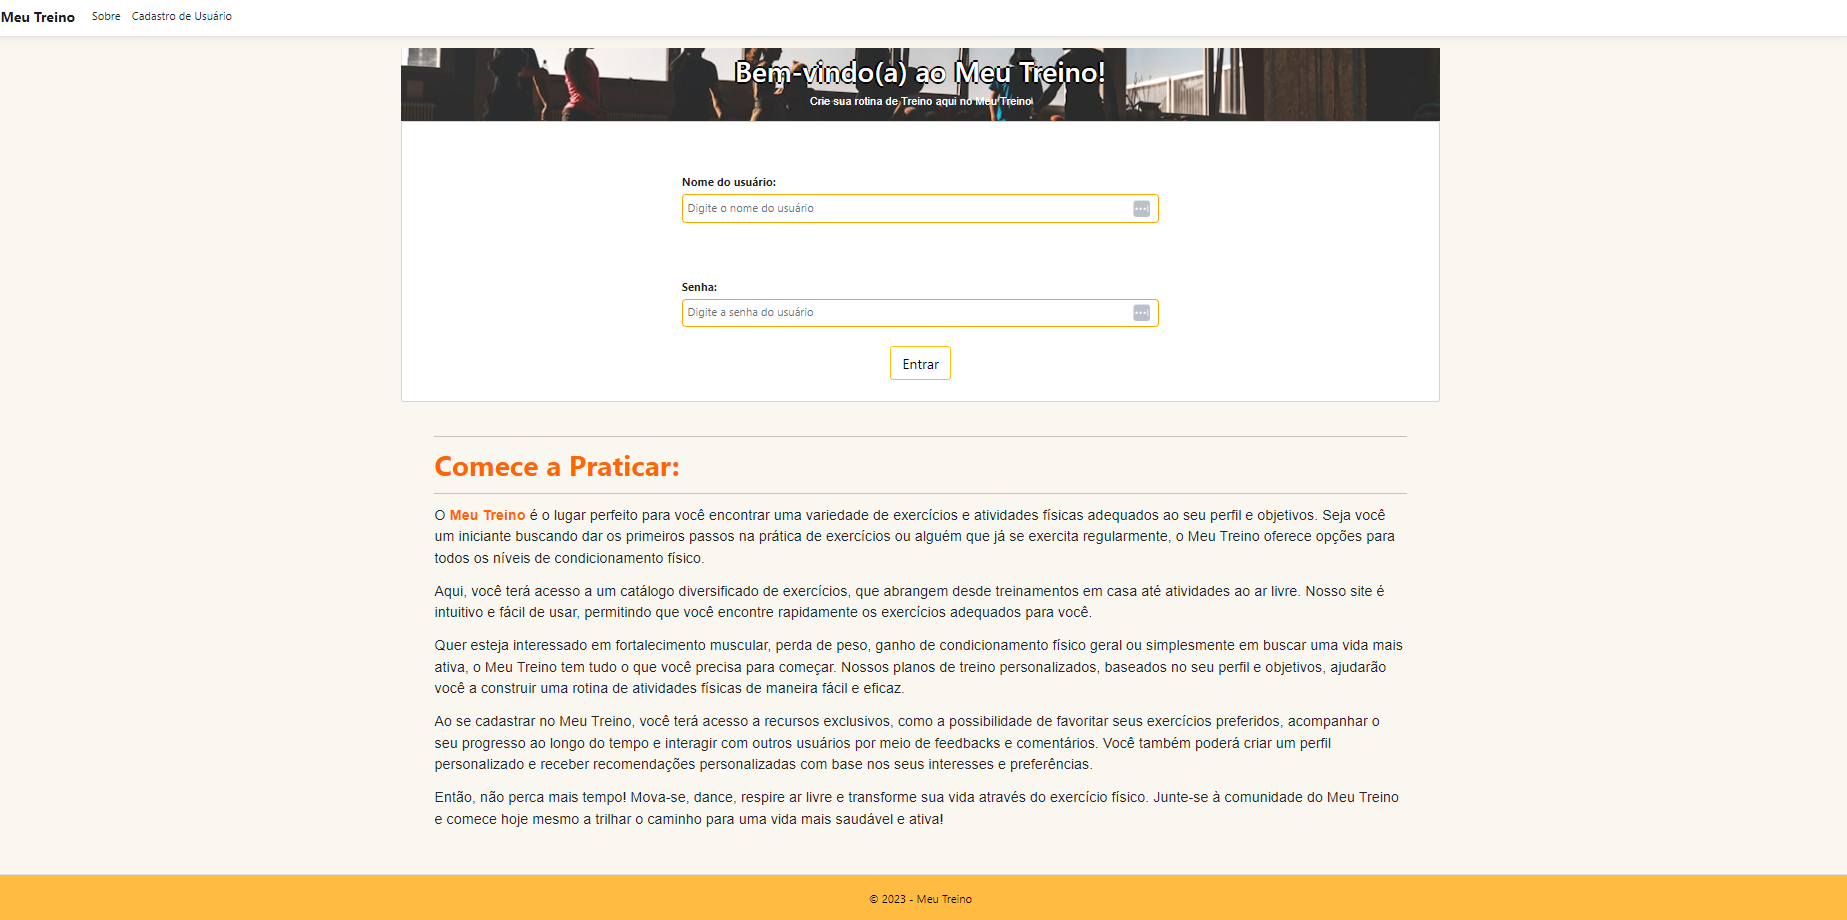 Meu Treino Sobre Cadastro de Usuário
Bem-vindo(a) ao Meu Treino!
Crie sua rotina de Treino aqui no Meu Treino
Nome do usuário:
Digite o nome do usuário
Senha:
Digite a senha do usuário
Entrar
Comece a Praticar:
O Meu Treino é o lugar perfeito para você encontrar uma variedade de exercícios e atividades físicas adequados ao seu perfil e objetivos. Seja você
um iniciante buscando dar os primeiros passos na prática de exercícios ou alguém que já se exercita regularmente, o Meu Treino oferece opções para
todos os níveis de condicionamento físico.
Aqui, você terá acesso a um catálogo diversificado de exercícios, que abrangem desde treinamentos em casa até atividades ao ar livre. Nosso site é
intuitivo e fácil de usar, permitindo que você encontre rapidamente os exercícios adequados para você.
Quer esteja interessado em fortalecimento muscular, perda de peso, ganho de condicionamento físico geral ou simplesmente em buscar uma vida mais
ativa, o Meu Treino tem tudo o que você precisa para começar. Nossos planos de treino personalizados, baseados no seu perfil e objetivos, ajudarão
você a construir uma rotina de atividades físicas de maneira fácil e eficaz.
Ao se cadastrar no Meu Treino, você terá acesso a recursos exclusivos, como a possibilidade de favoritar seus exercícios preferidos, acompanhar o
seu progresso ao longo do tempo e interagir com outros usuários por meio de feedbacks e comentários. Você também poderá criar um perfil
personalizado e receber recomendações personalizadas com base nos seus interesses e preferências.
Então, não perca mais tempo! Mova-se, dance, respire ar livre e transforme sua vida através do exercício físico. Junte-se à comunidade do Meu Treino
e comece hoje mesmo a trilhar o caminho para uma vida mais saudável e ativa!
© 2023 - Meu Treino